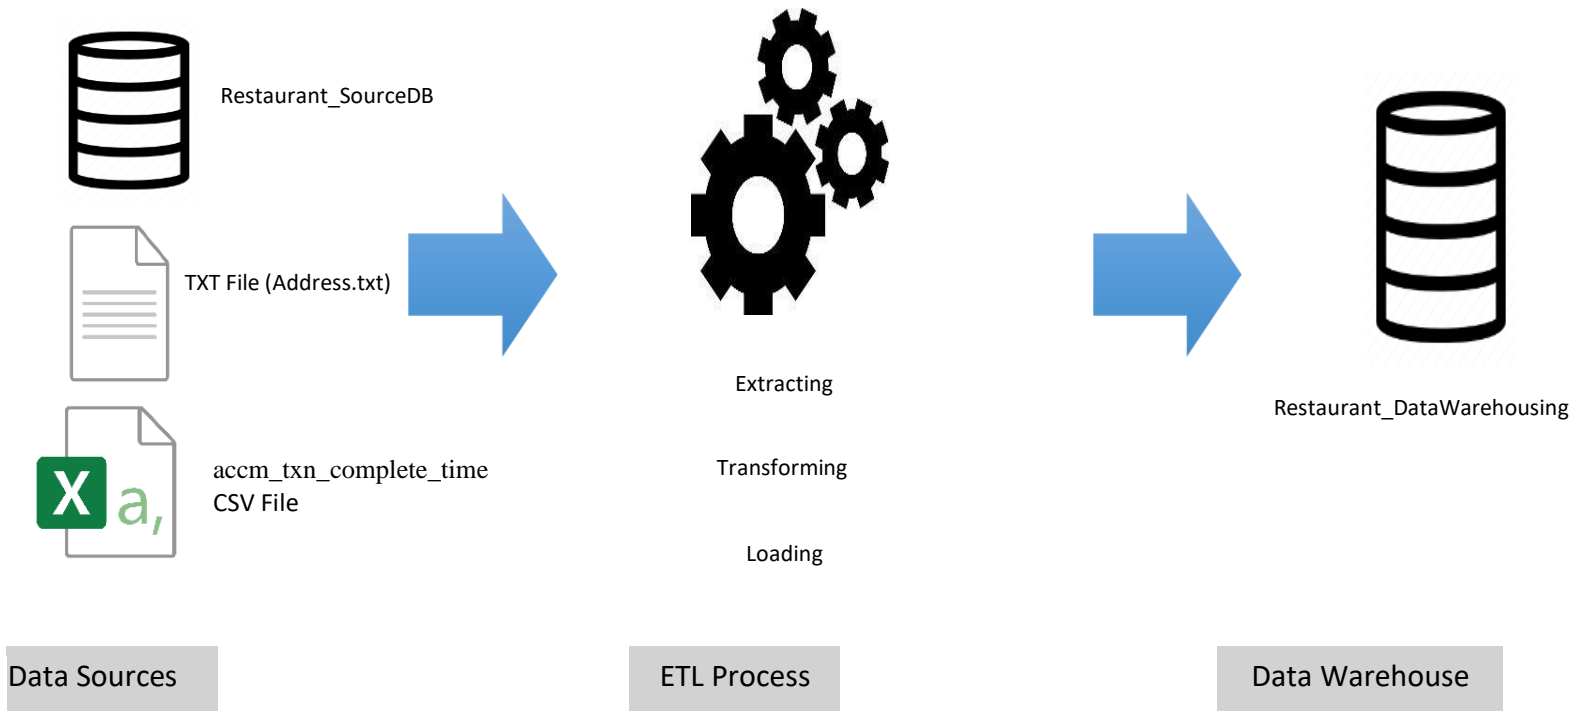 Restaurant_SourceDB
TXT File (Address.txt)
X
a,
accm_txn_complete_time
CSV File
Extracting
Transforming
Loading
Restaurant_DataWarehousing
Data Sources
ETL Process
Data Warehouse